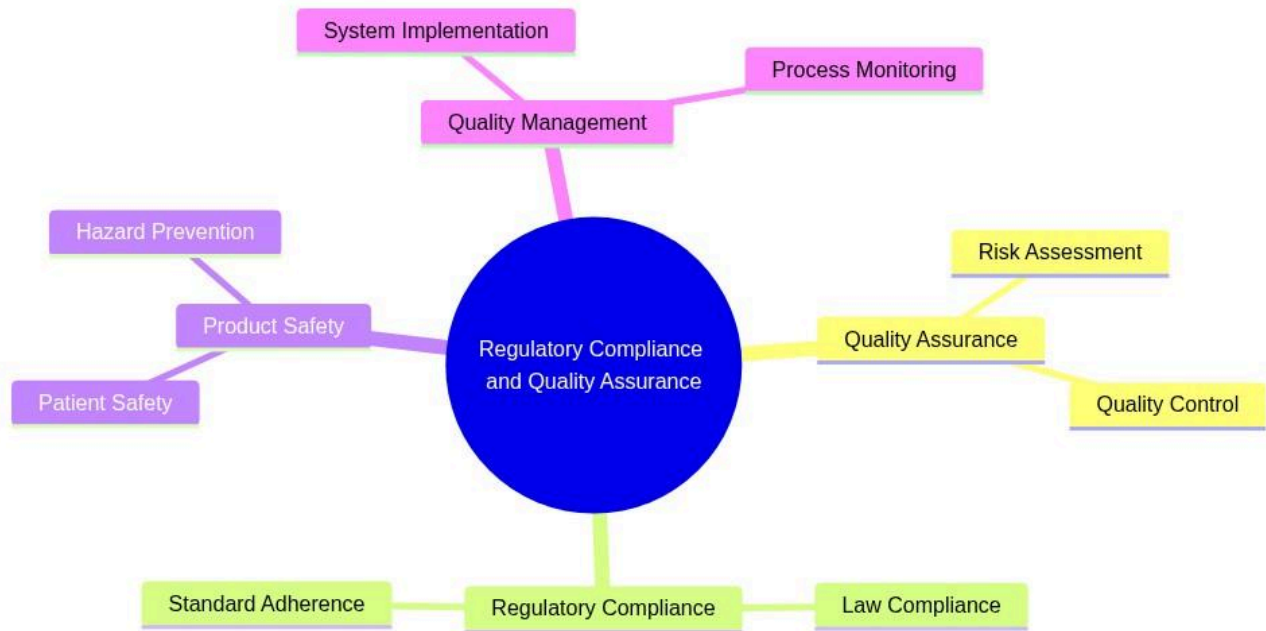 System Implementation
Process Monitoring
Quality Management
Hazard Prevention
Risk Assessment
Product Safety
Quality Assurance
Regulatory Compliance
and Quality Assurance
Patient Safety
Quality Control
Standard Adherence
Regulatory Compliance
Law Compliance